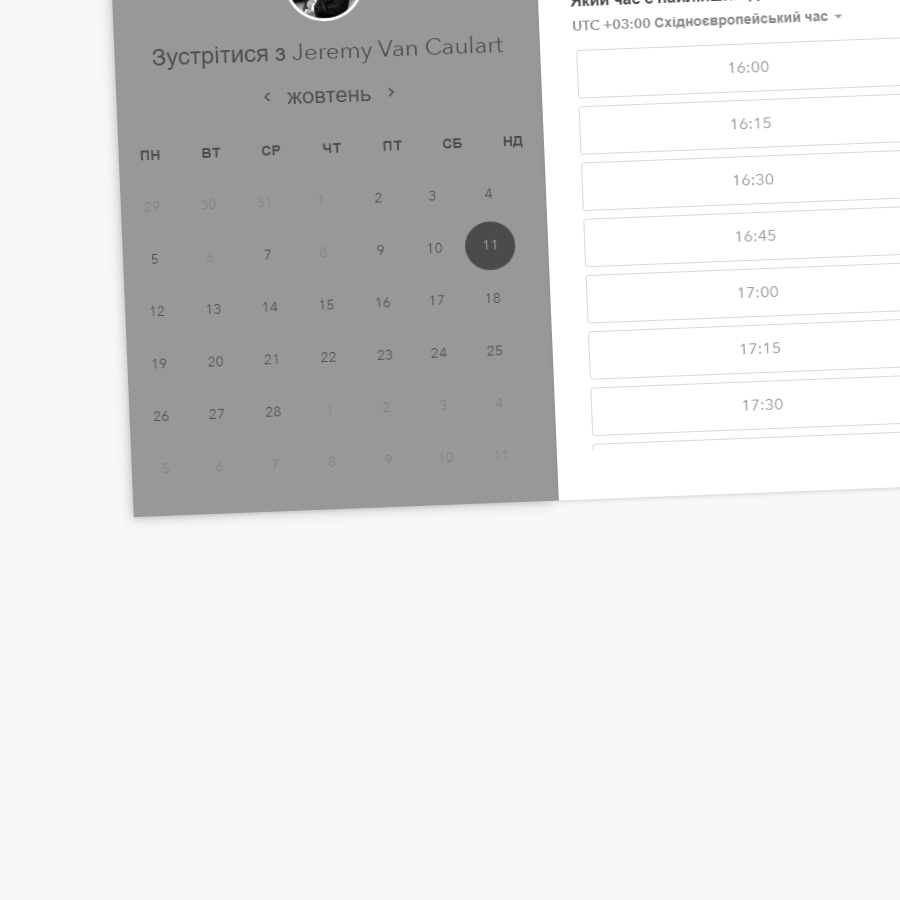 Зустрітися з Jeremy Van Caulart
‹ жовтень ›
ПН ВТ СР ЧТ ПТ СБ НД
29 30 31 1 2 3 4
5 6 7 8 9 10 11
12 13 14 15 16 17 18
19 20 21 22 23 24 25
26 27 28 1 2 3 4
5 6 7 8 9 10 11
Який час є
UTC +03:00 Східноєвропейський час
16:00
16:15
16:30
16:45
17:00
17:15
17:30